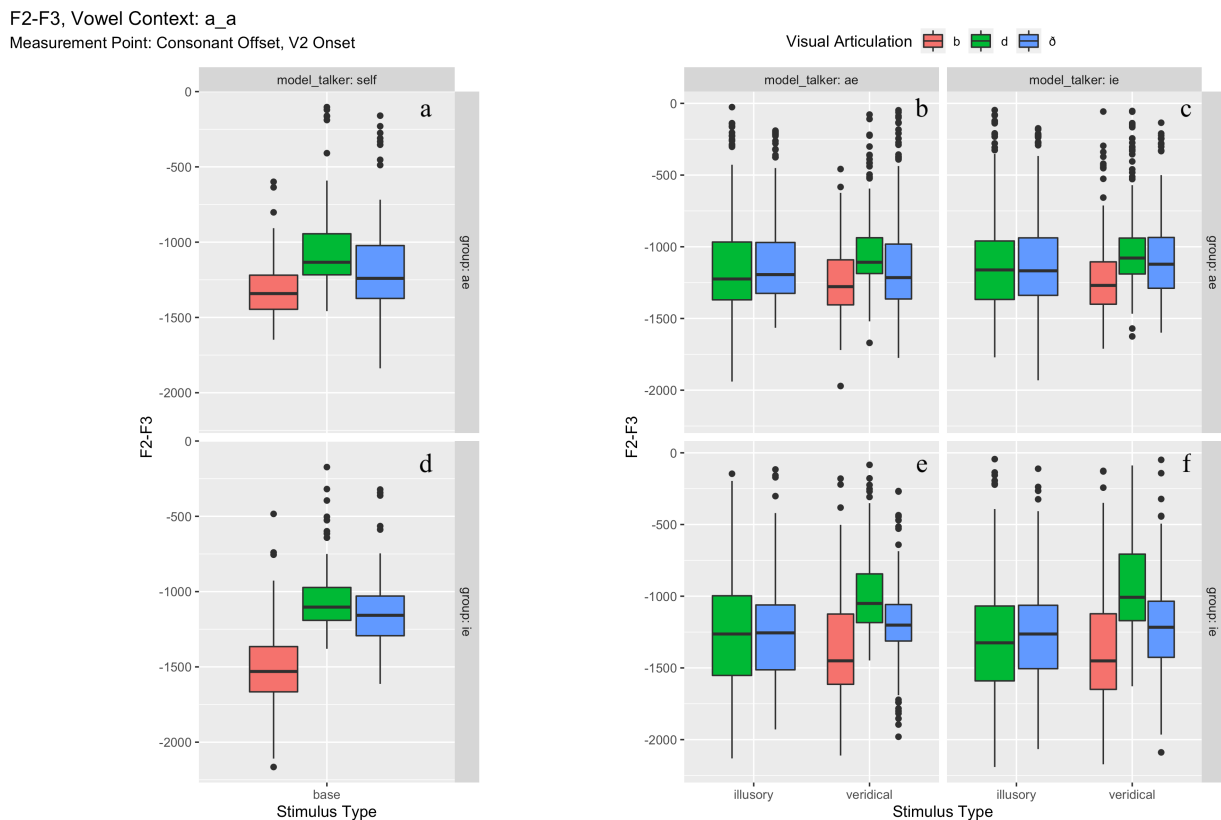 F2-F3, Vowel Context: a_a
Measurement Point: Consonant Offset, V2 Onset
Visual Articulation b d ð
model_talker: self
model_talker: ae
model_talker: ie
a
b
c
0
-500
-1000
-1500
-2000
group: ae
0
-500
-1000
-1500
-2000
group: ae
F2-F3
F2-F3
d
e
f
0
-500
-1000
-1500
-2000
group: ie
0
-500
-1000
-1500
-2000
group: ie
base
illusory
veridical
illusory
veridical
Stimulus Type
Stimulus Type